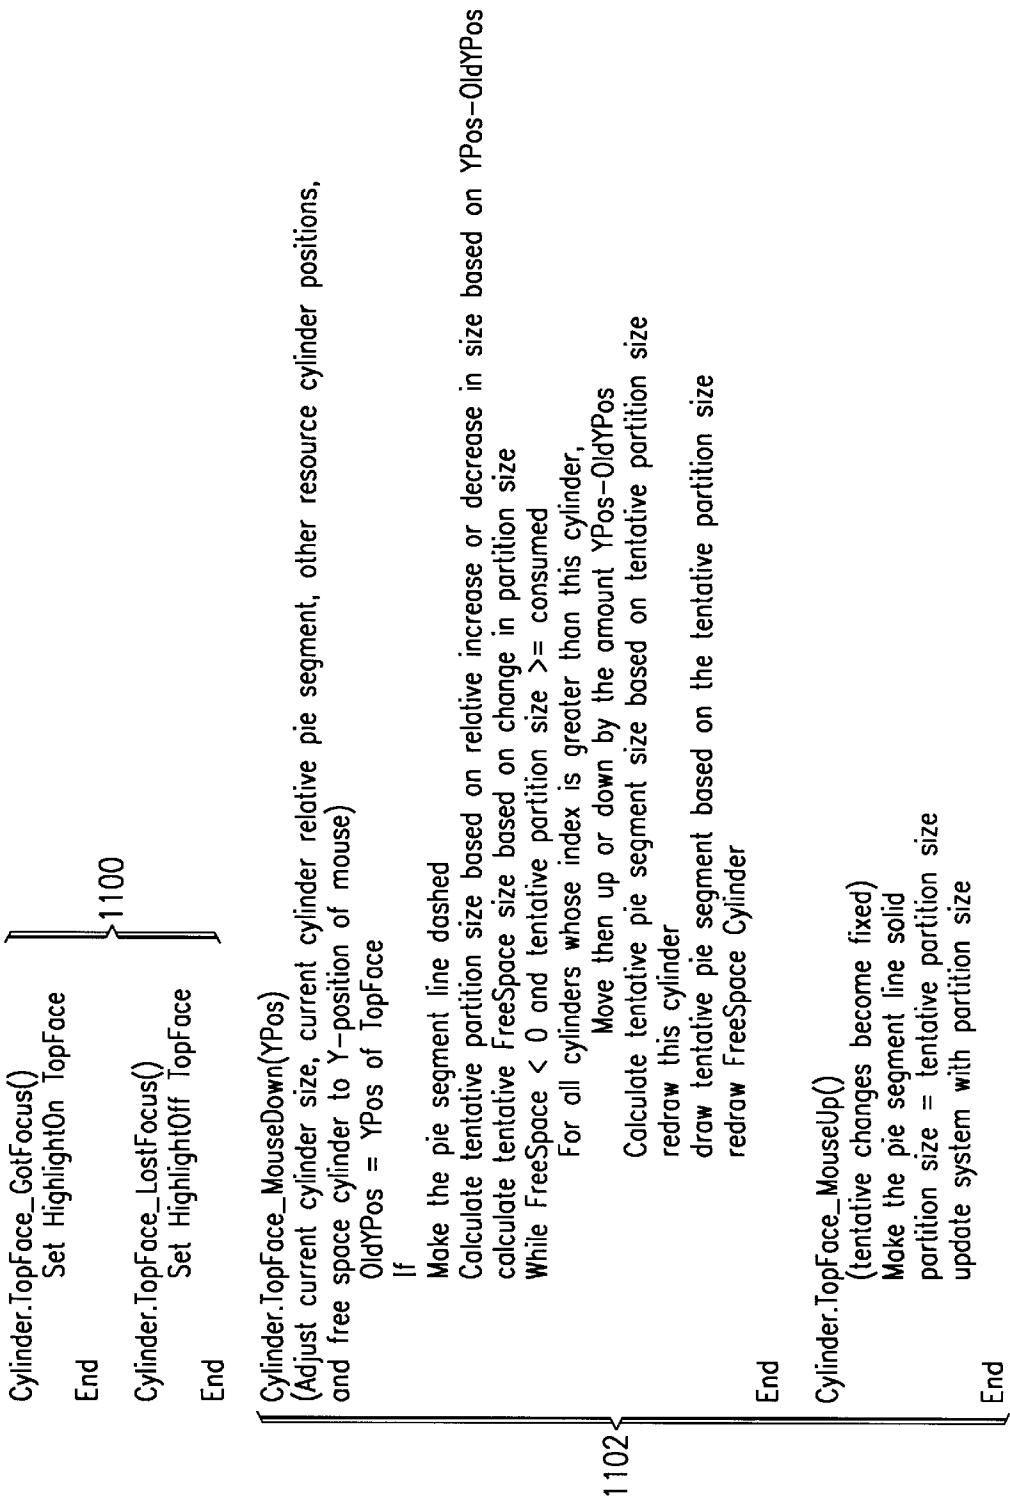 Cylinder.TopFace_GotFocus()
Set HighlightOn TopFace
End
1100
Cylinder.TopFace_LostFocus()
Set HighlightOff TopFace
End
Cylinder.TopFace_MouseDown(YPos)
(Adjust current cylinder size, current cylinder relative pie segment, other resource cylinder positions,
and free space cylinder to Y-position of mouse)
OldYPos = YPos of TopFace
If
Make the pie segment line dashed
Calculate tentative partition size based on relative increase or decrease in size based on YPos-OldYPos
calculate tentative FreeSpace size based on change in partition size
While FreeSpace < 0 and tentative partition size >= consumed
For all cylinders whose index is greater than this cylinder,
Move then up or down by the amount YPos-OldYPos
Calculate tentative pie segment size based on tentative partition size
redraw this cylinder
draw tentative pie segment based on the tentative partition size
redraw FreeSpace Cylinder
End
1102
Cylinder.TopFace_MouseUp()
(tentative changes become fixed)
Make the pie segment line solid
partition size = tentative partition size
update system with partition size
End